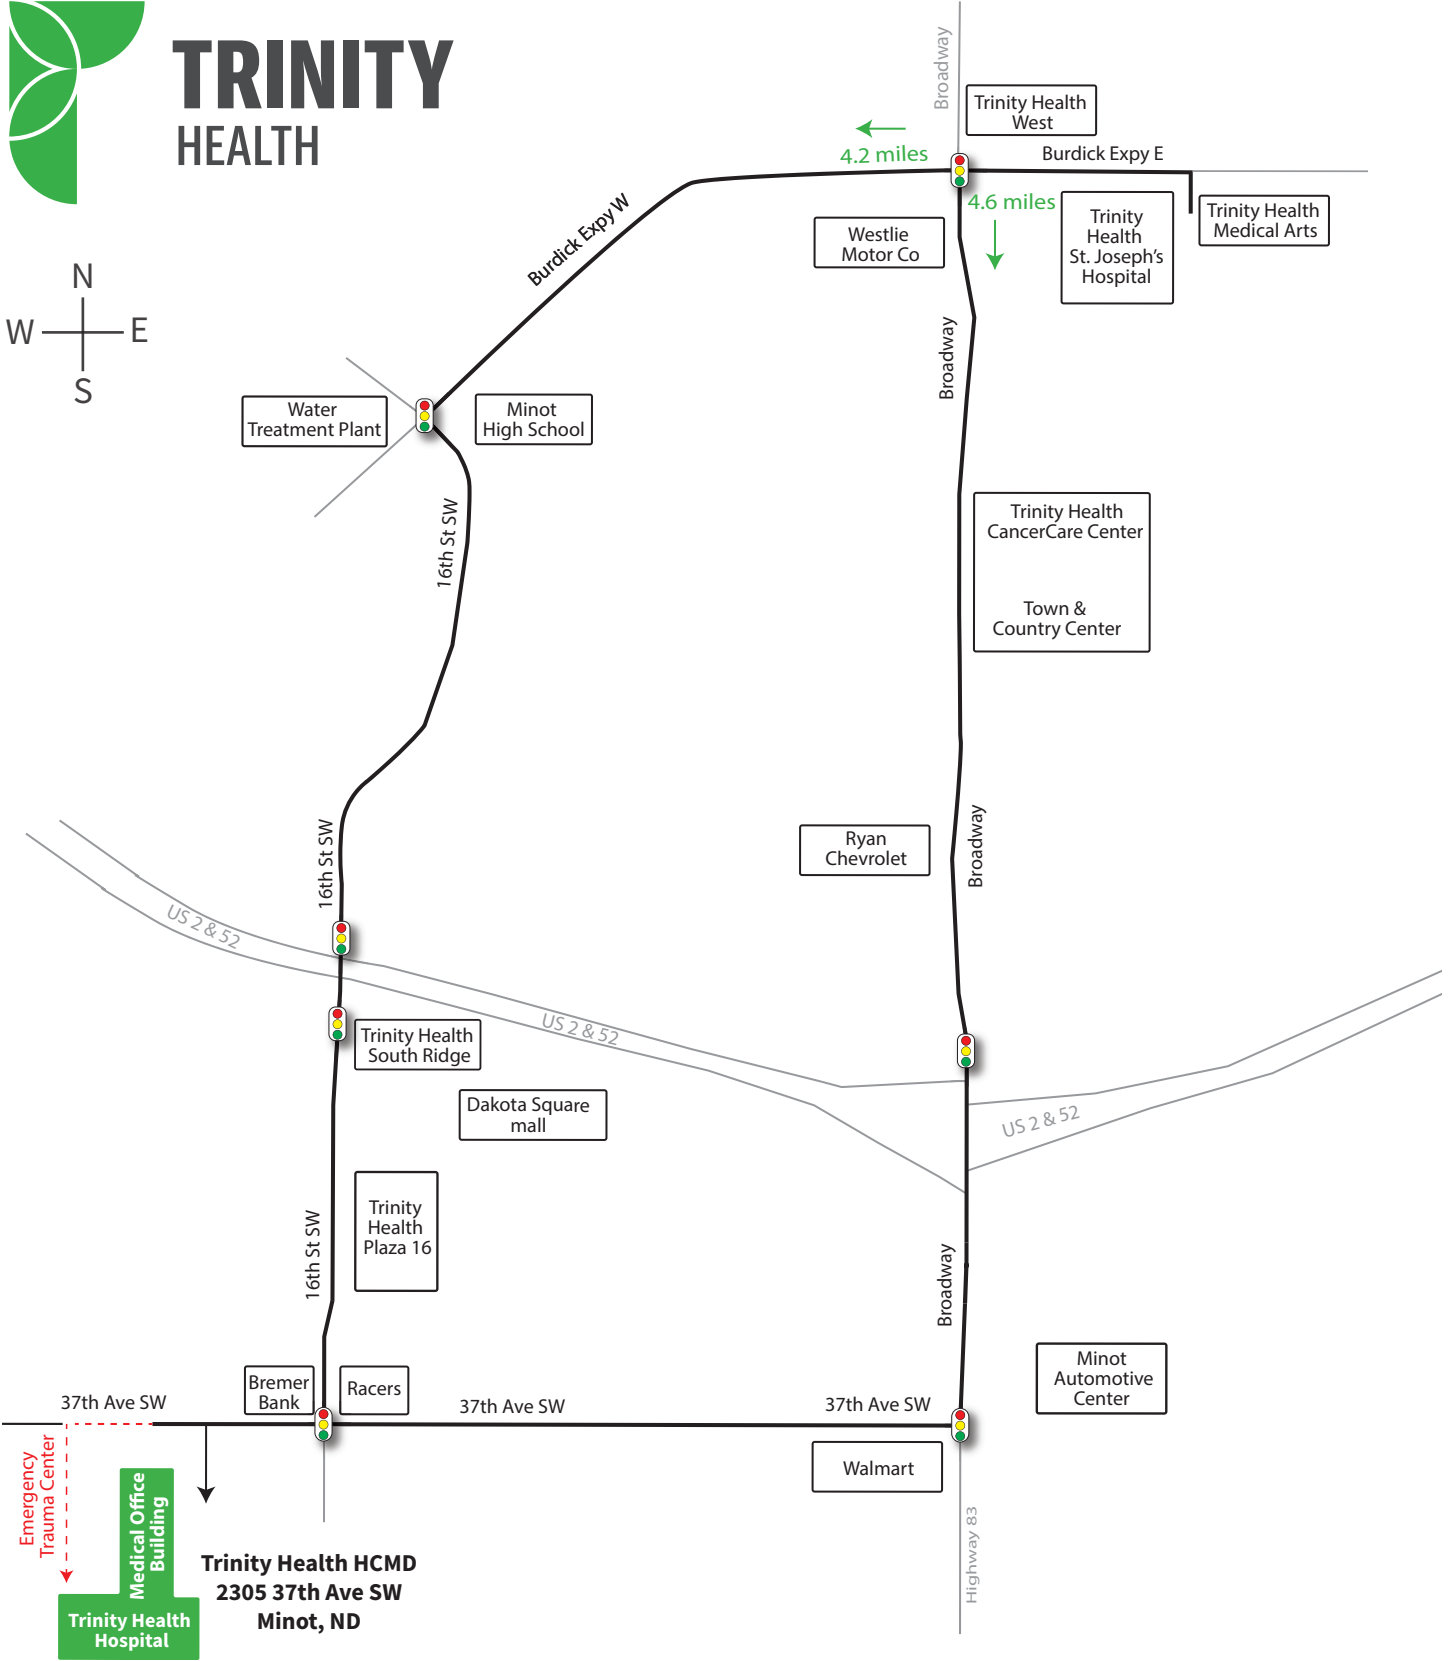 TRINITY
HEALTH
Broadway
Trinity Health
West
4.2 miles
Burdick Expy E
4.6 miles
Trinity
Health
St. Joseph's
Hospital
Trinity Health
Medical Arts
Westlie
Motor Co
Burdick Expy W
N
W
E
S
Broadway
Water
Treatment Plant
Minot
High School
16th St SW
Trinity Health
CancerCare Center
Town &
Country Center
16th St SW
Ryan
Chevrolet
Broadway
US 2 & 52
US 2 & 52
Trinity Health
South Ridge
Dakota Square
mall
US 2 & 52
Trinity
Health
Plaza 16
16th St SW
Broadway
Minot
Automotive
Center
Bremer
Bank
Racers
37th Ave SW
37th Ave SW
37th Ave SW
Walmart
Emergency
Trauma Center
Medical Office
Building
Trinity Health
Hospital
Trinity Health HCMD
2305 37th Ave SW
Minot, ND
Highway 83